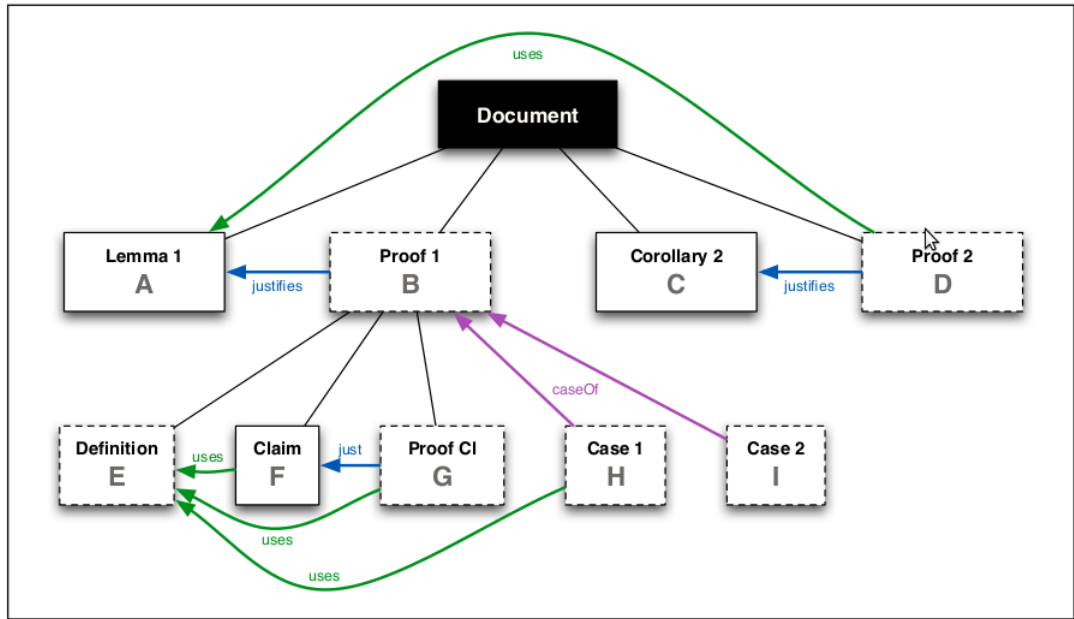 uses
Document
Lemma 1
A
justifies
Proof 1
B
Corollary 2
C
justifies
Proof 2
D
caseOf
Definition
E
uses
Claim
F
just
Proof Cl
G
Case 1
H
Case 2
I
uses
uses